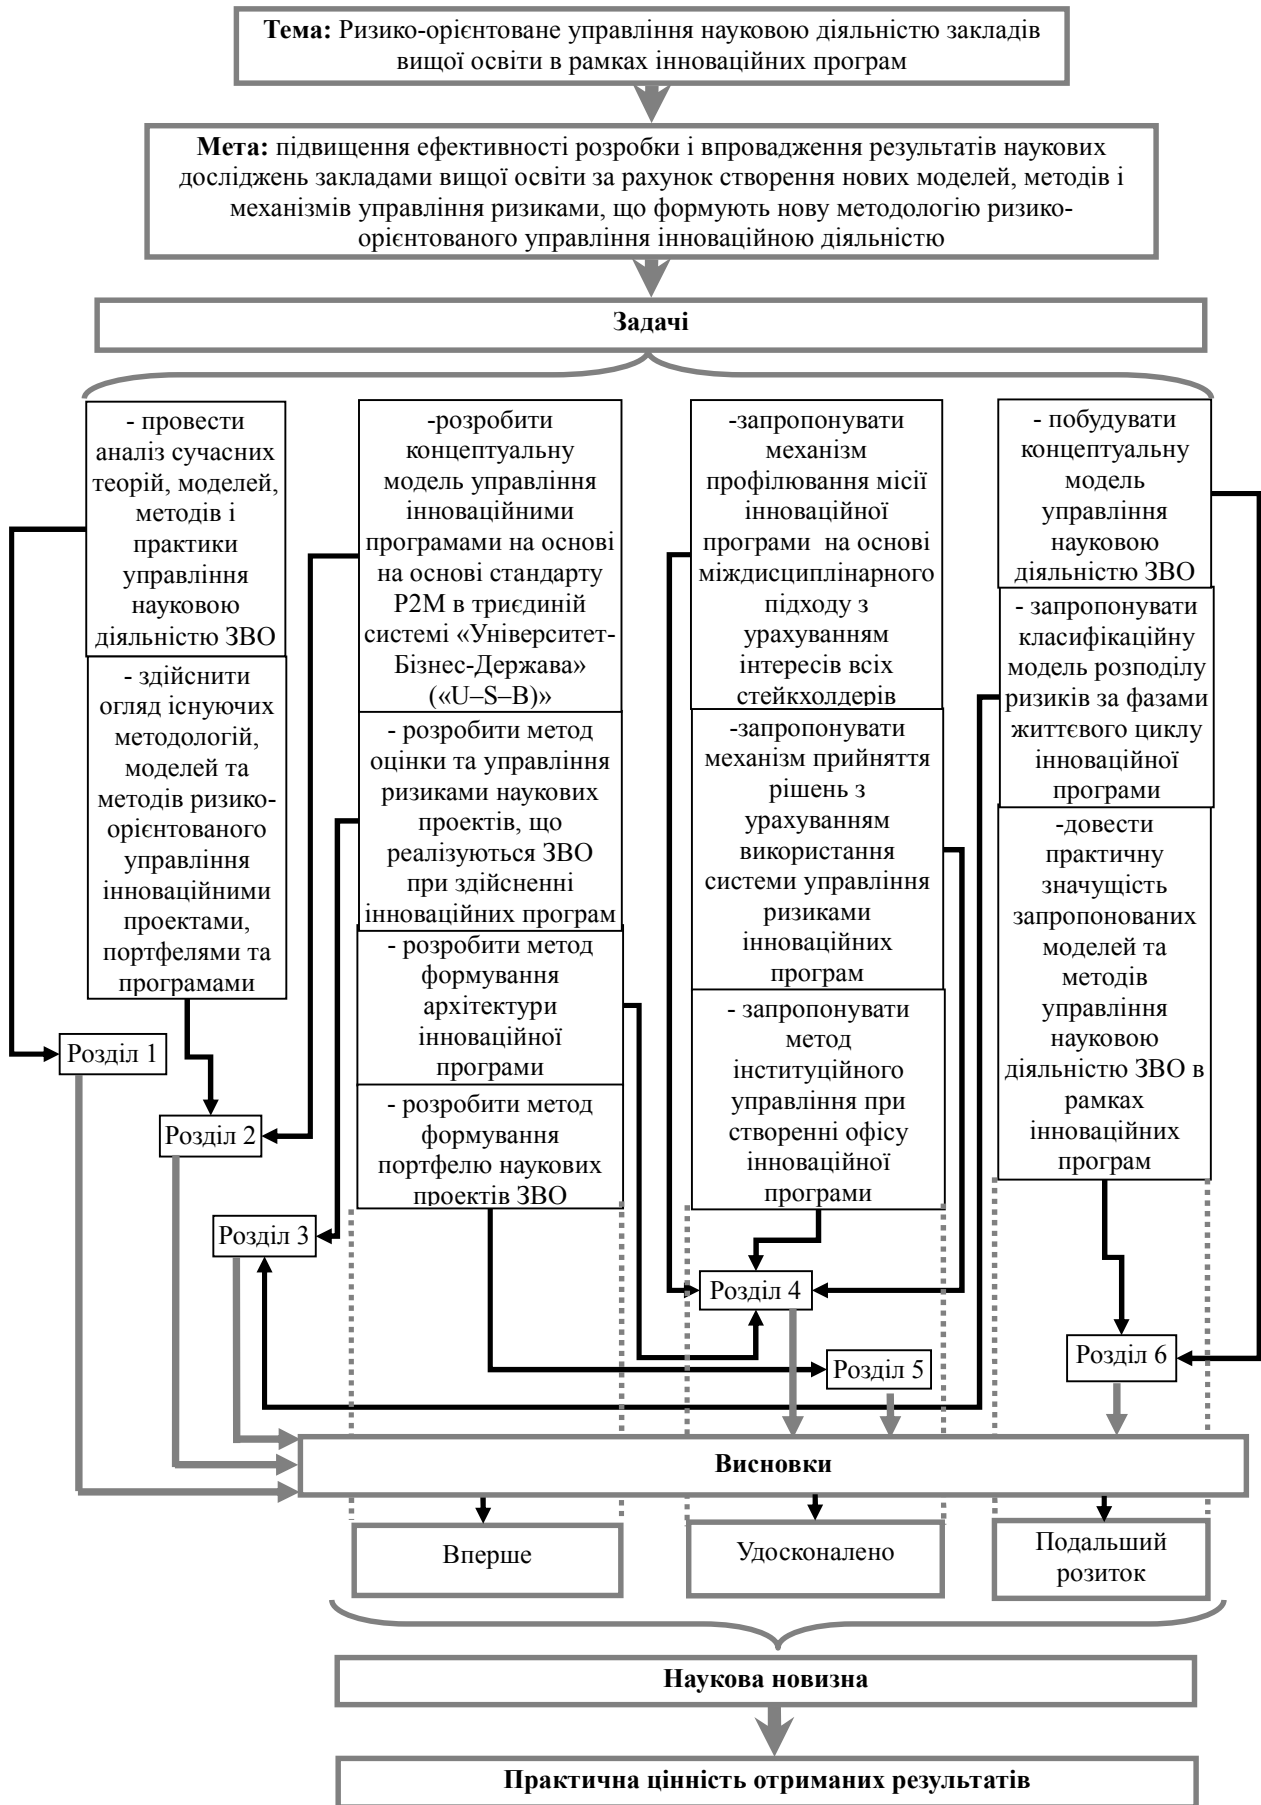 Тема: Ризико-орієнтоване управління науковою діяльністю закладів
вищої освіти в рамках інноваційних програм
Мета: підвищення ефективності розробки і впровадження результатів наукових
досліджень закладами вищої освіти за рахунок створення нових моделей, методів і
механізмів управління ризиками, що формують нову методологію ризико-
орієнтованого управління інноваційною діяльністю
Задачі
- провести
аналіз сучасних
теорій, моделей,
методів і
практики
управління
науковою
діяльністю ЗВО
- здійснити
огляд існуючих
методологій,
моделей та
методів ризико-
орієнтованого
управління
інноваційними
проектами,
портфелями та
програмами
-розробити
концептуальну
модель управління
інноваційними
програмами на основі
на основі стандарту
Р2М в триєдиній
системі «Університет-
Бізнес-Держава»
(«U–S–B)»
- розробити метод
оцінки та управління
ризиками наукових
проектів, що
реалізуються ЗВО
при здійсненні
інноваційних програм
- розробити метод
формування
архітектури
інноваційної
програми
- розробити метод
формування
портфелю наукових
проектів ЗВО
-запропонувати
механізм
профілювання місії
інноваційної
програми на основі
міждисциплінарного
підходу з
урахуванням
інтересів всіх
стейкхолдерів
-запропонувати
механізм прийняття
рішень з
урахуванням
використання
системи управління
ризиками
інноваційних
програм
- запропонувати
метод
інституційного
управління при
створенні офісу
інноваційної
програми
- побудувати
концептуальну
модель
управління
науковою
діяльністю ЗВО
- запропонувати
класифікаційну
модель розподілу
ризиків за фазами
життєвого циклу
інноваційної
програми
-довести
практичну
значущість
запропонованих
моделей та
методів
управління
науковою
діяльністю ЗВО в
рамках
інноваційних
програм
Розділ 1
Розділ 2
Розділ 3
Розділ 4
Розділ 5
Розділ 6
Висновки
Вперше
Удосконалено
Подальший
розиток
Наукова новизна
Практична цінність отриманих результатів